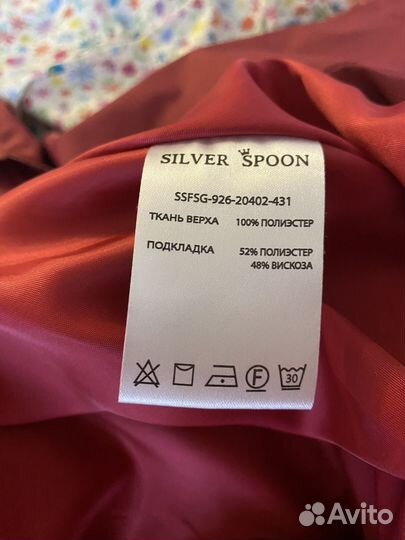 SILVER SPOON
SSFSG-926-20402-431
ТКАНЬ ВЕРХА 100% ПОЛИЭСТЕР
ПОДКЛАДКА 52% ПОЛИЭСТЕР
48% ВИСКОЗА
F 30
Avito